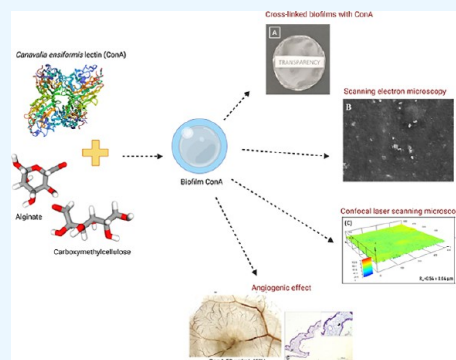 Cross-linked biofilms with ConA
A
TRANSPARENCY
Canavalia ensiformis lectin (ConA)
Scanning electron microscopy
B
Biofilm ConA
Alginate
Carboxymethylcellulose
Confocal laser scanning microscop
(C)
Angiogenic effect